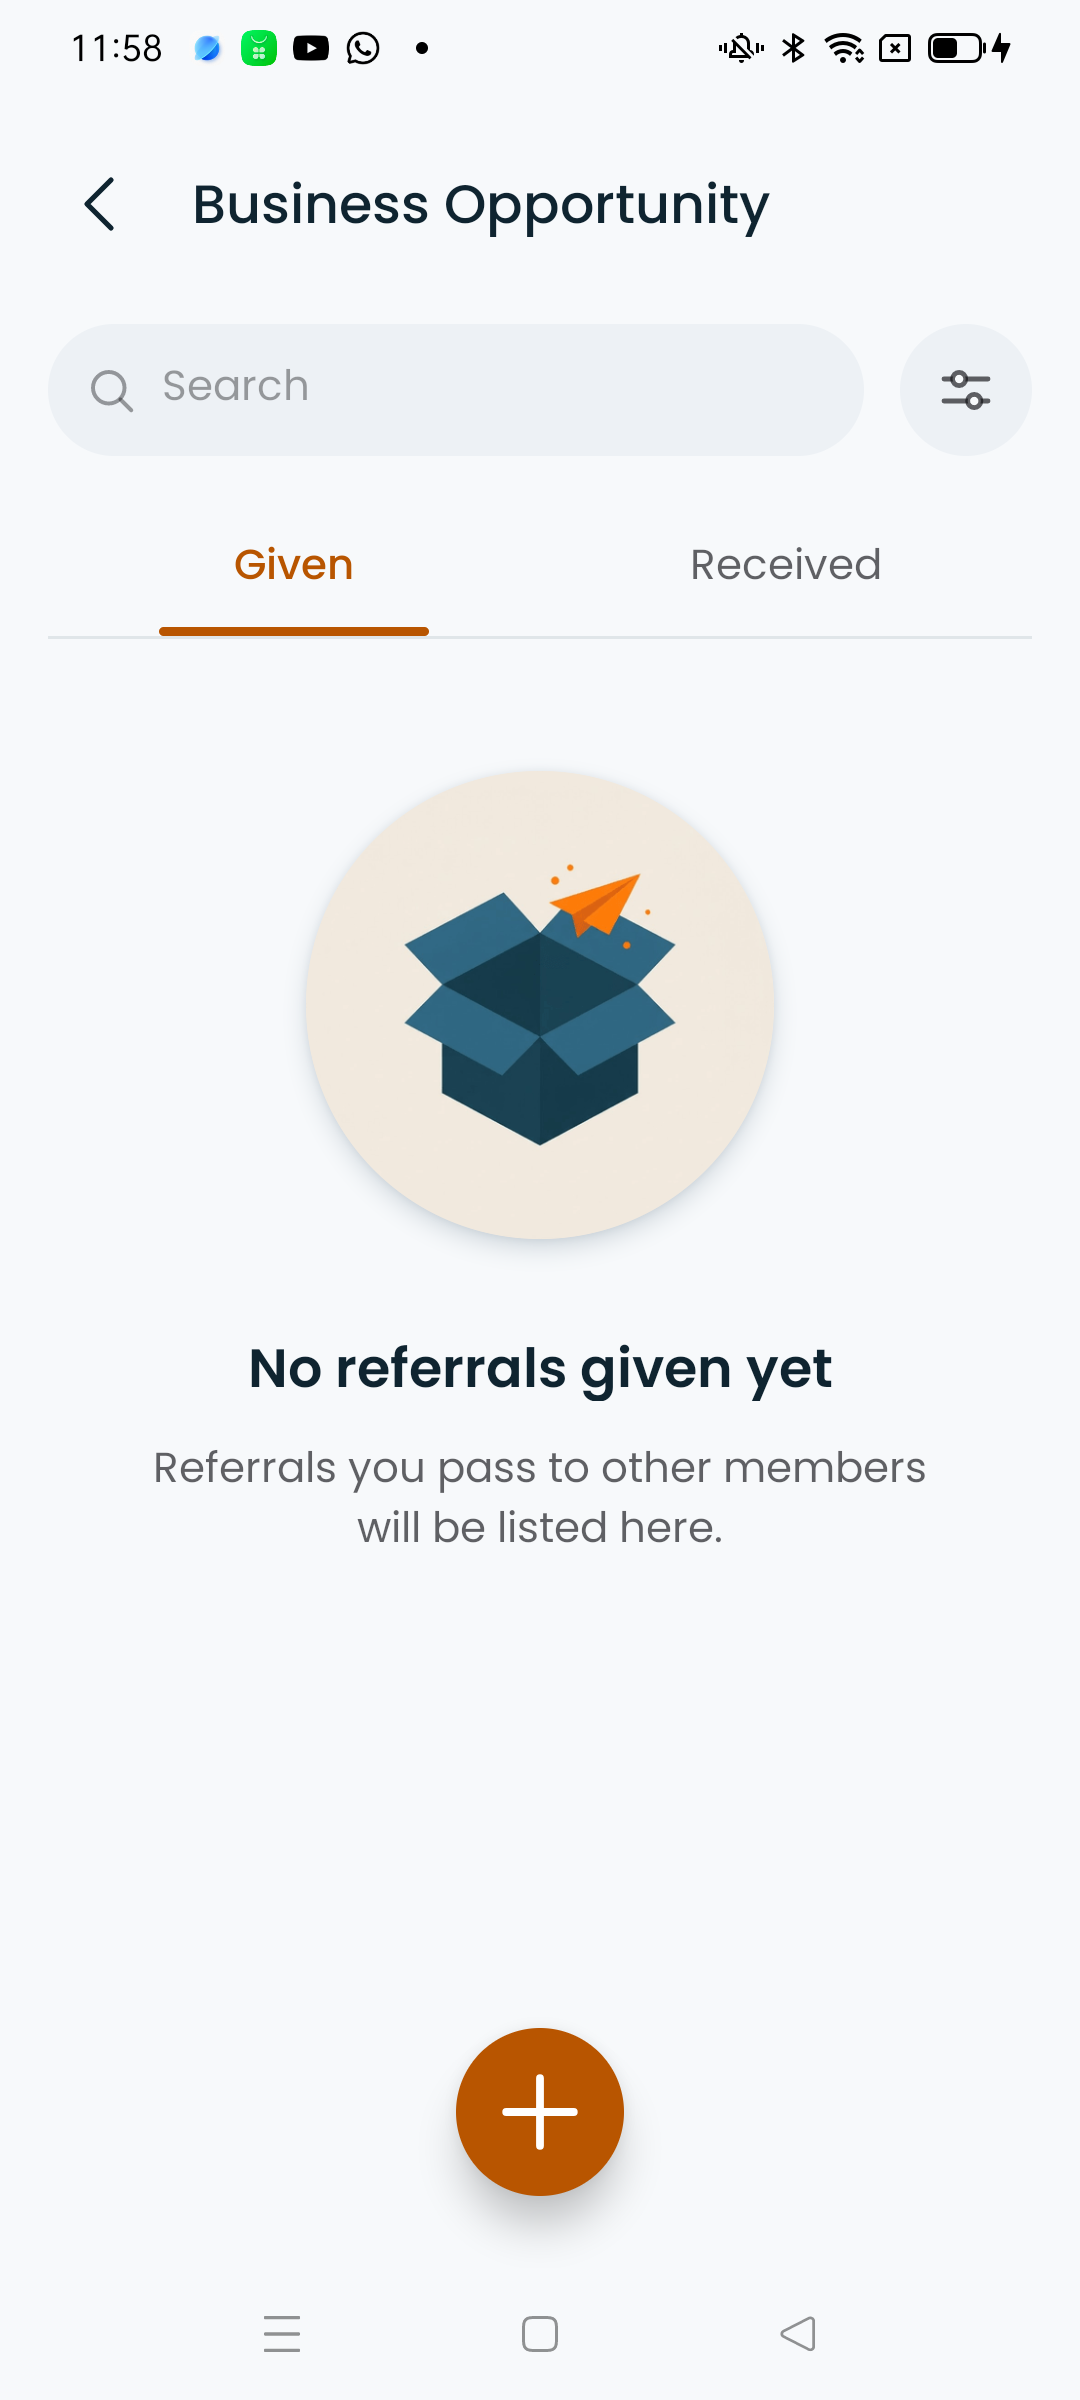 11:58
Business Opportunity
Search
Given
Received
No referrals given yet
Referrals you pass to other members
will be listed here.